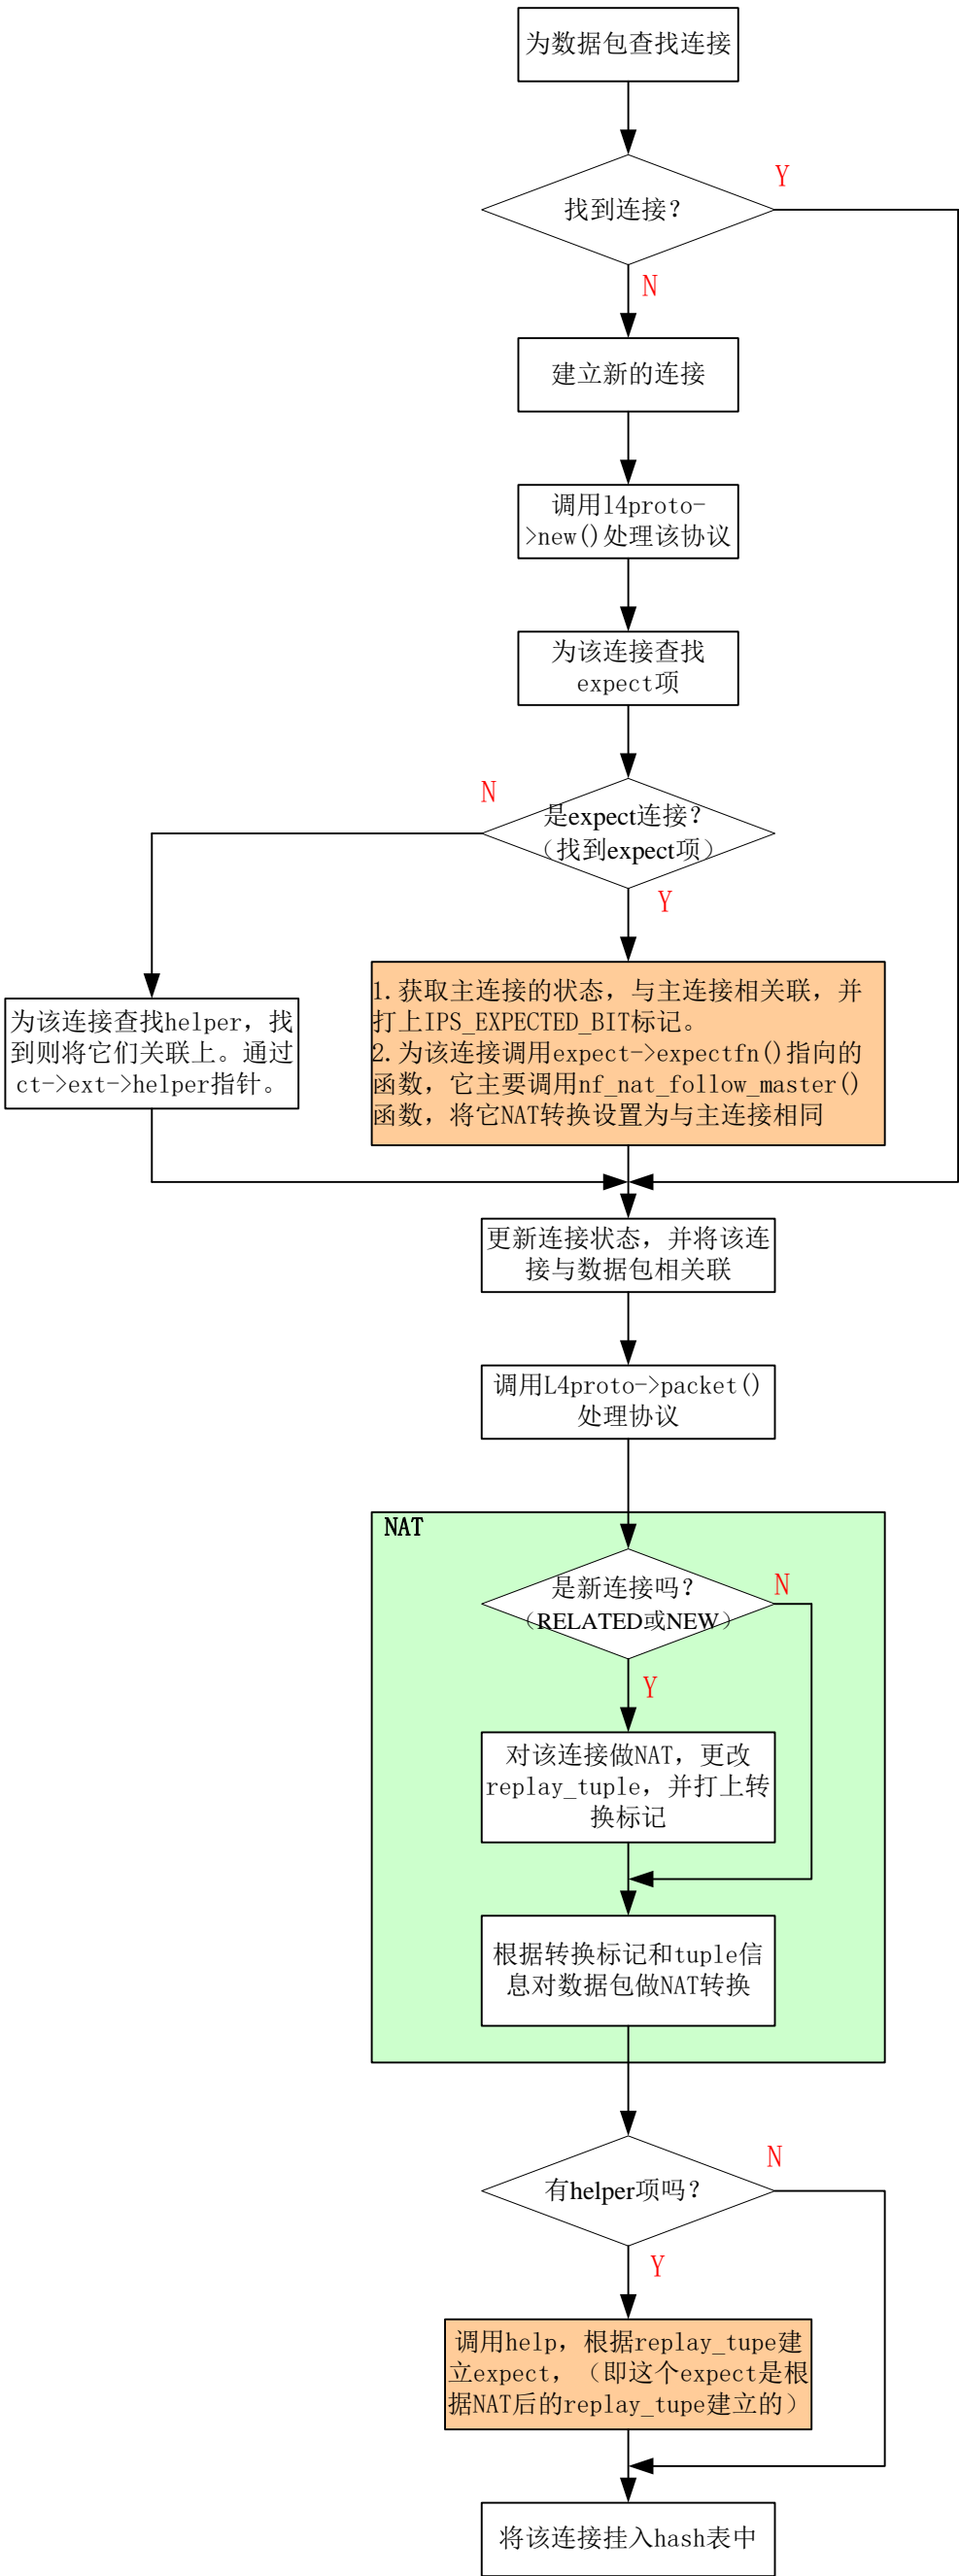 为数据包查找连接
找到连接？
Y
N
建立新的连接
调用l4proto-
>new()处理该协议
为该连接查找
expect项
N
是expect连接？
（找到expect项）
Y
1.获取主连接的状态，与主连接相关联，并
打上IPS_EXPECTED_BIT标记。
2.为该连接调用expect->expectfn()指向的
函数，它主要调用nf_nat_follow_master()
函数，将它NAT转换设置为与主连接相同
为该连接查找helper，找
到则将它们关联上。通过
ct->ext->helper指针。
更新连接状态，并将该连
接与数据包相关联
调用L4proto->packet()
处理协议
NAT
是新连接吗？
（RELATED或NEW）
N
Y
对该连接做NAT，更改
replay_tuple，并打上转
换标记
根据转换标记和tuple信
息对数据包做NAT转换
有helper项吗？
N
Y
调用help，根据replay_tupe建
立expect，（即这个expect是根
据NAT后的replay_tupe建立的）
将该连接挂入hash表中